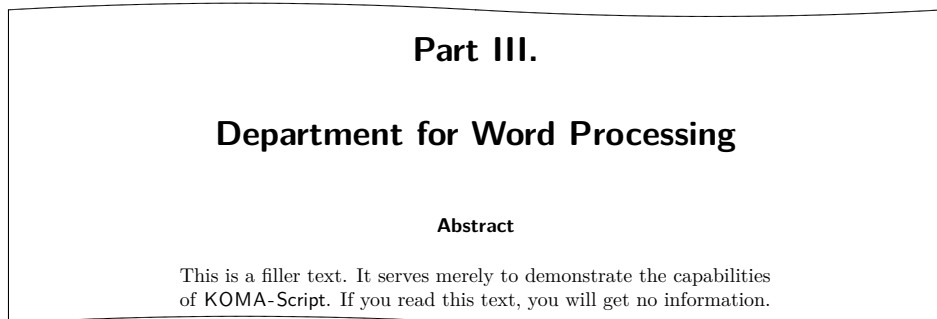 Part III.
Department for Word Processing
Abstract
This is a filler text. It serves merely to demonstrate the capabilities
of KOMA-Script. If you read this text, you will get no information.